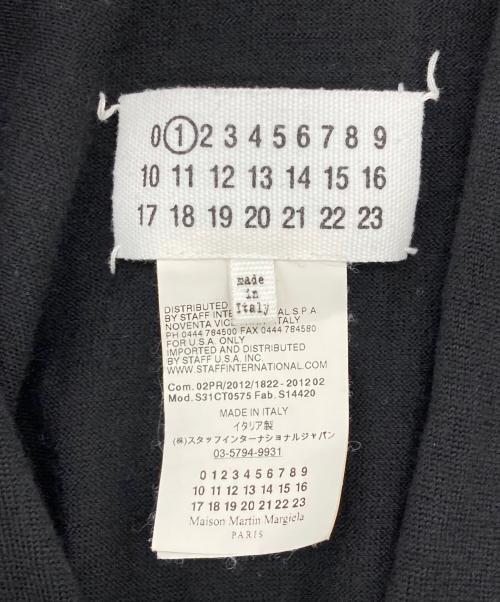 0 1 2 3 4 5 6 7 8 9
10 11 12 13 14 15 16
17 18 19 20 21 22 23
made
in
Italy
DISTRIBUTED
BY STAFF INTE AL S.P.A
NOVENTA VICE
PH 0444 784500 FAX 0444 784580
FOR U.S.A. ONLY
IMPORTED AND DISTRIBUTED
BY STAFF U.S.A. INC.
WWW.STAFFINTERNATIONAL.COM
Com. 02PR/2012/1822 - 2012 02
Mod. S31CT0575 Fab. S14420
MADE IN ITALY
イタリア製
(株)スタッフインターナショナルジャパン
03-5794-9931
0 1 2 3 4 5 6 7 8 9
10 11 12 13 14 15 16
17 18 19 20 21 22 23
Maison Martin Margiela
PARIS